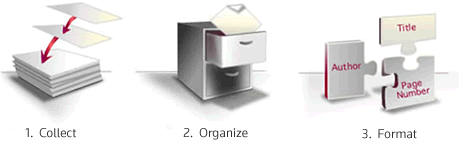 Title
Author
Page
Number
1. Collect
2. Organize
3. Format